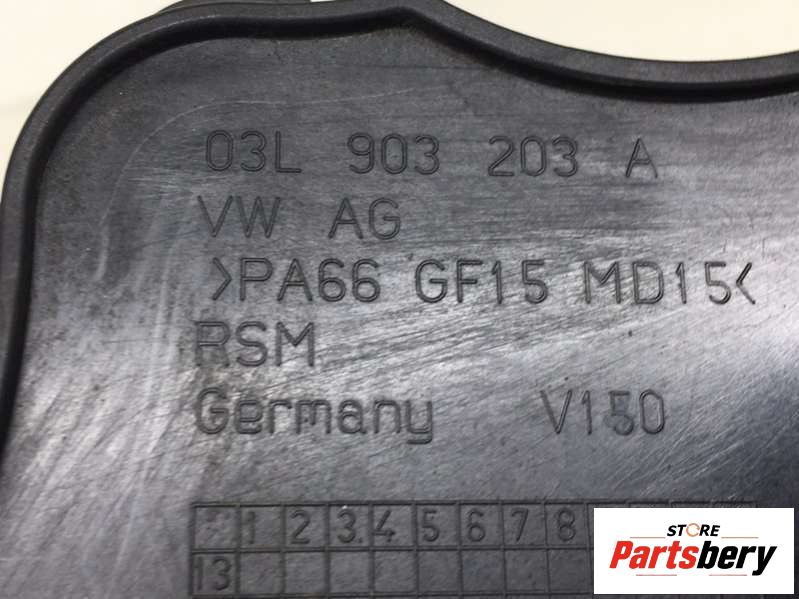 03L 903 203 A
VW AG
>PA66 GF15 MD15<
RSM
Germany V150
1 2 3 4 5 6 7 8
13
STORE
Partsbery